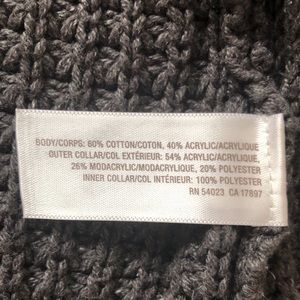 BODY/CORPS: 60% COTTON/COTON, 40% ACRYLIC/ACRYLIQUE
OUTER COLLAR/COL EXTÉRIEUR: 54% ACRYLIC/ACRYLIQUE,
26% MODACRYLIC/MODACRYLIQUE, 20% POLYESTER
INNER COLLAR/COL INTÉRIEUR: 100% POLYESTER
RN 54023 CA 17897